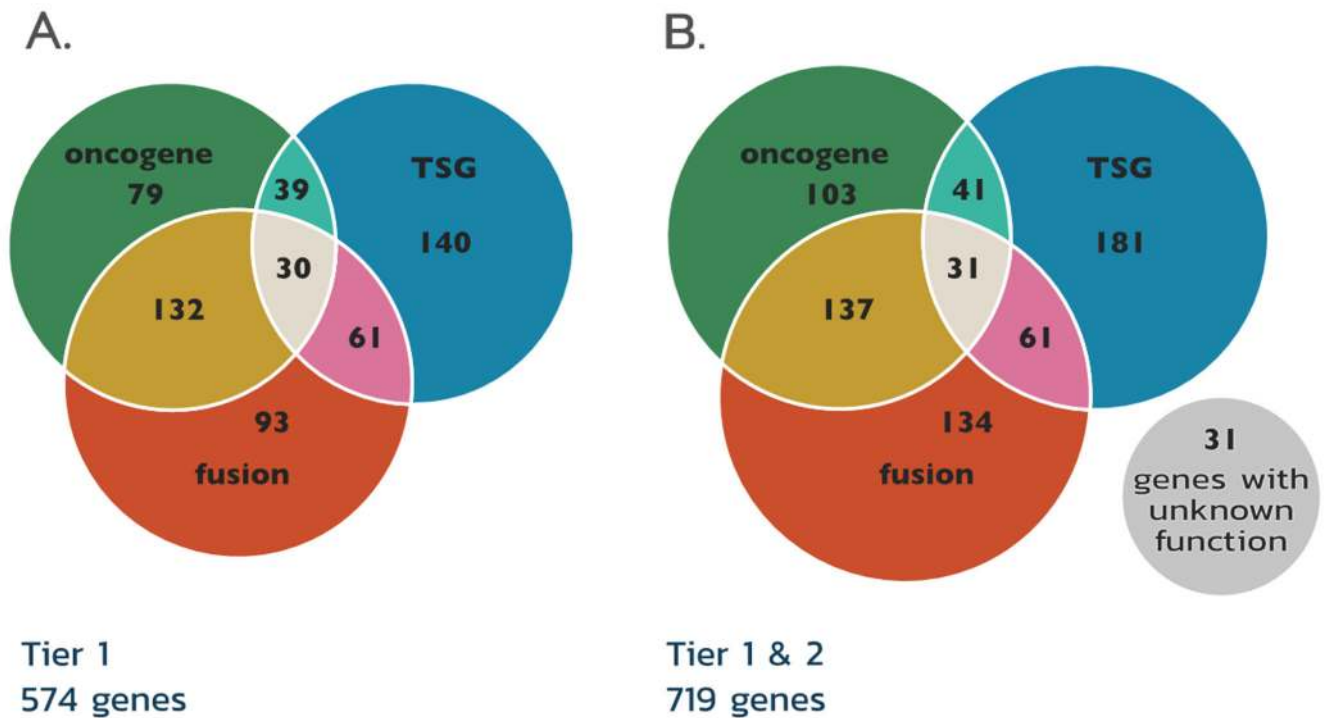 A.
oncogene
79
39
TSG
140
30
132
61
93
fusion
Tier 1
574 genes
B.
oncogene
103
41
TSG
181
31
137
61
134
fusion
31
genes with
unknown
function
Tier 1 & 2
719 genes